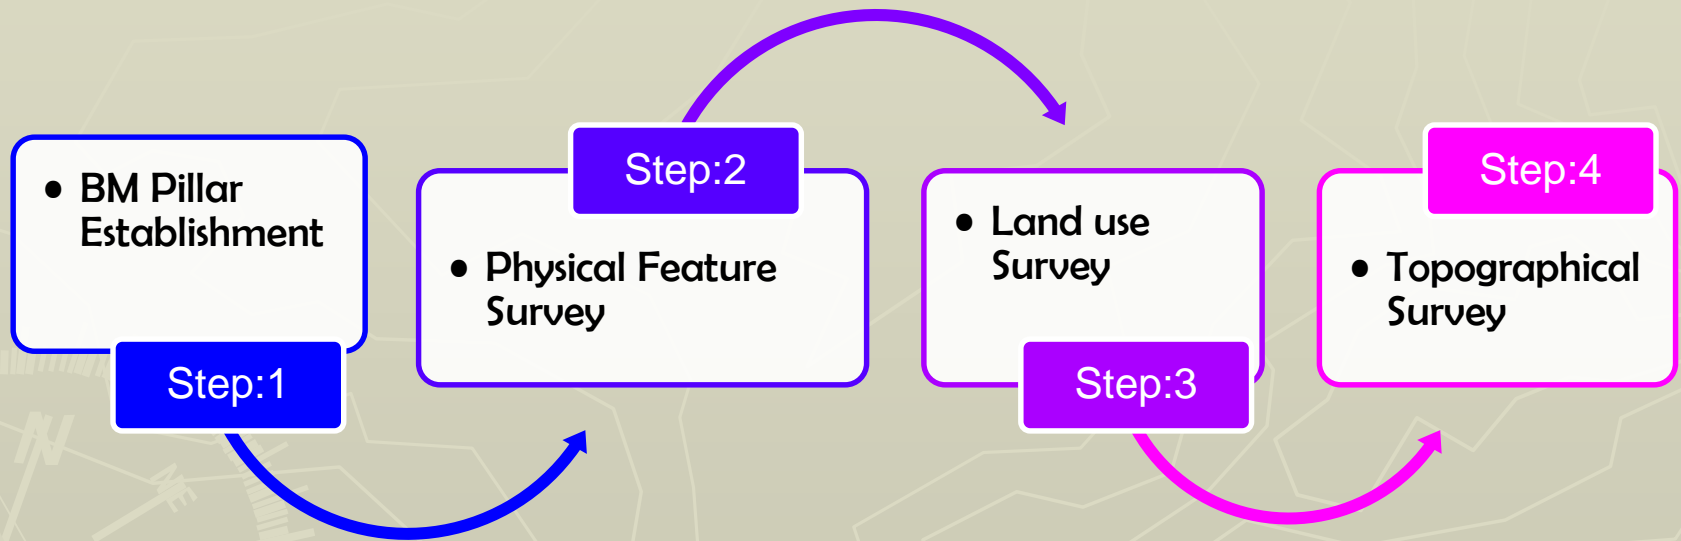 • BM Pillar
Establishment
Step:1
Step:2
• Physical Feature
Survey
• Land use
Survey
Step:3
Step:4
• Topographical
Survey
N